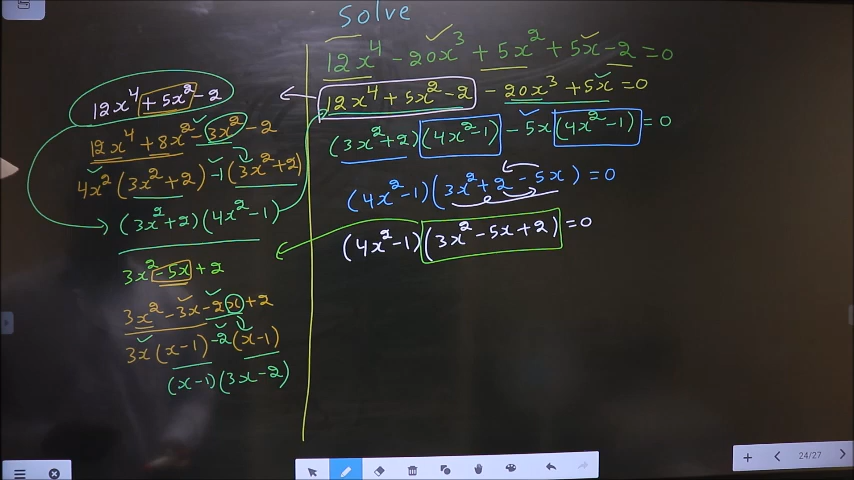 Solve
12x⁴ - 20x³ + 5x² + 5x - 2 = 0
12x⁴ + 5x² - 2 - 20x³ + 5x = 0
(3x² + 2)(4x² - 1) - 5x(4x² - 1) = 0
(4x² - 1)(3x² + 2 - 5x) = 0
(4x² - 1)(3x² - 5x + 2) = 0
12x⁴ + 5x² - 2
12x⁴ + 8x² - 3x² - 2
4x²(3x² + 2) - 1(3x² + 2)
(3x² + 2)(4x² - 1)
3x² - 5x + 2
3x² - 3x - 2x + 2
3x(x - 1) - 2(x - 1)
(x - 1)(3x - 2)
24/27